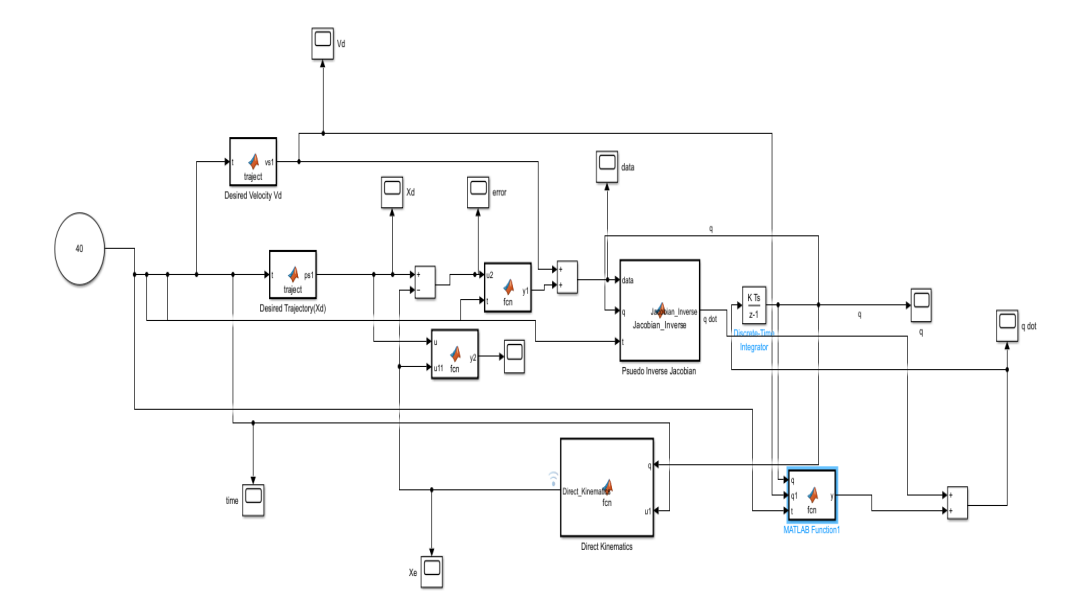 Vd
t
vs1
traject
Desired Velocity Vd
Xd
error
data
q
40
t
ps1
traject
Desired Trajectory(Xd)
+
−
u2
t
y1
fcn
+
+
data
q
t
Jacobian_Inverse
Jacobian_Inverse
Psuedo Inverse Jacobian
q dot
K Ts
z-1
Discrete-Time
Integrator
q
q
q dot
u
u11
y2
fcn
time
Direct_Kinematics
fcn
q
u1
Direct Kinematics
q
q1
t
y
fcn
MATLAB Function1
+
+
Xe